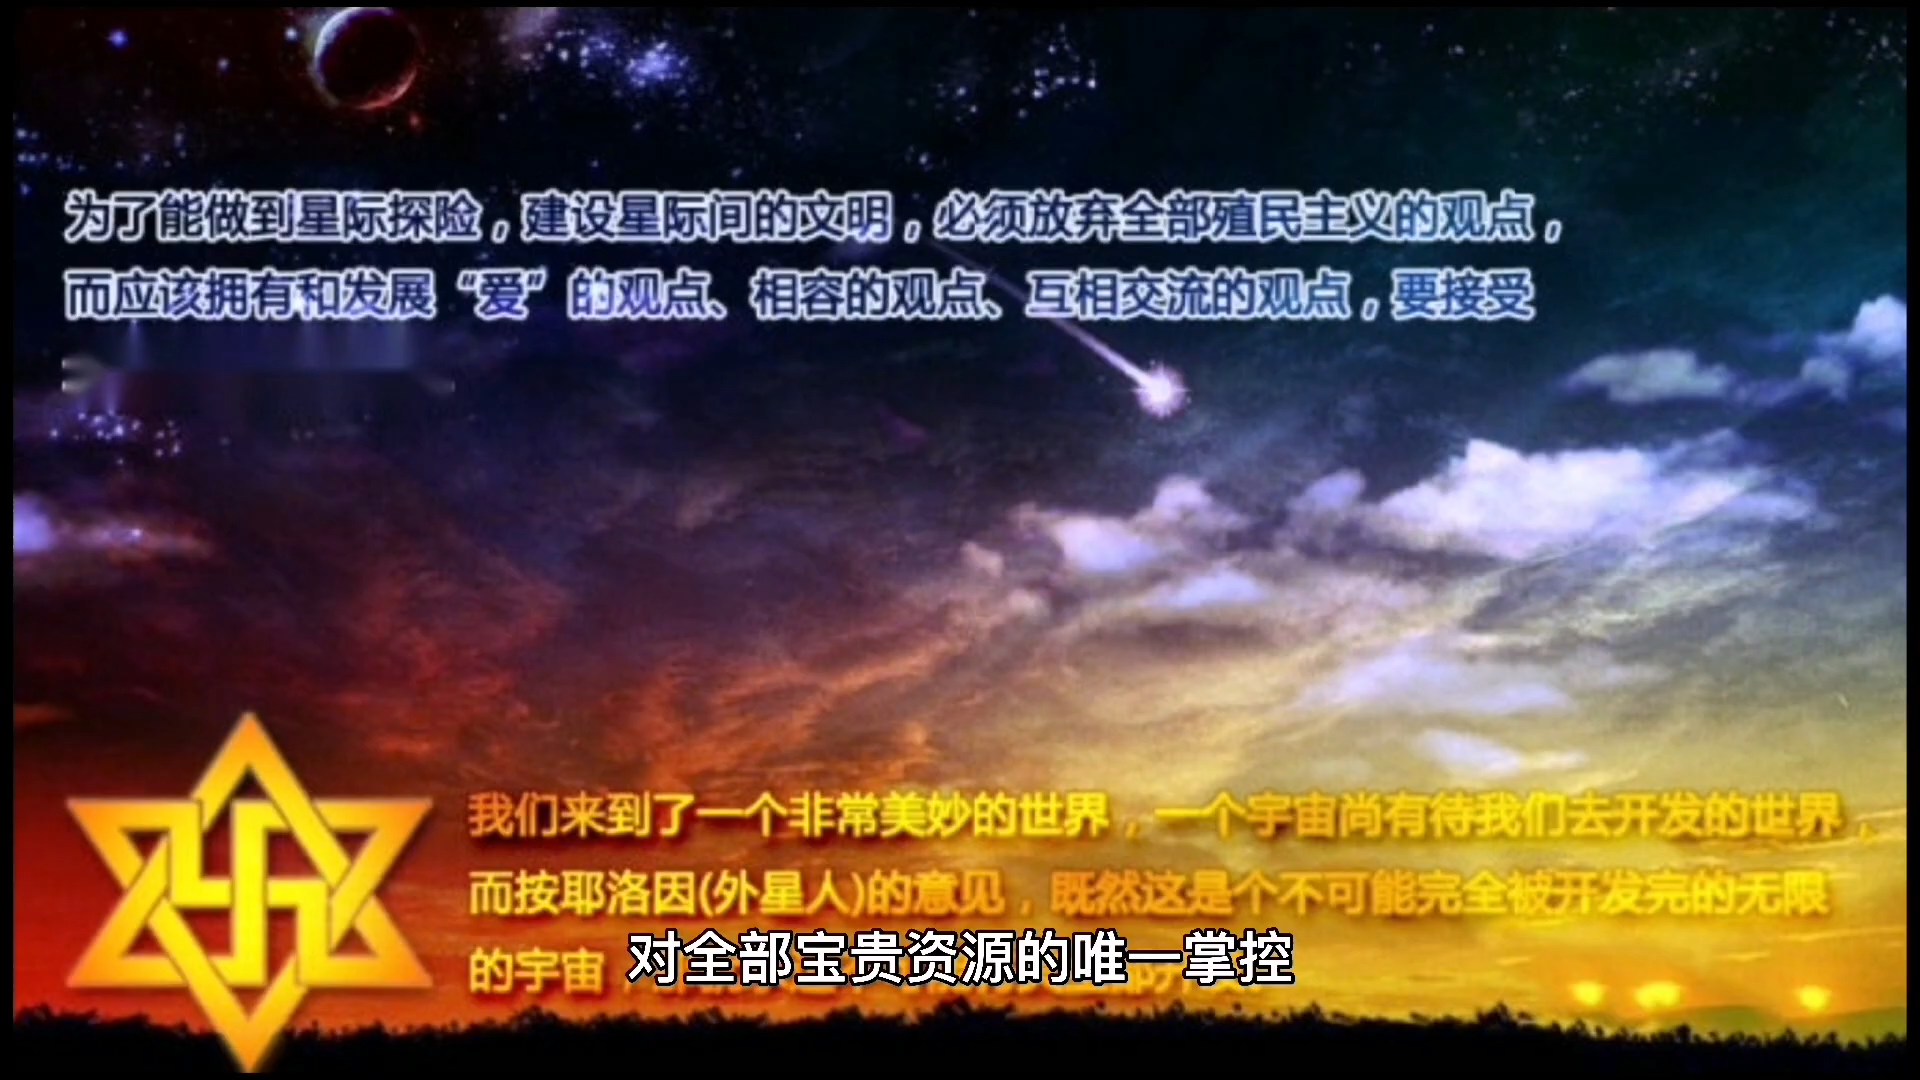 为了能做到星际探险，建设星际间的文明，必须放弃全部殖民主义的观点，
而应该拥有和发展“爱”的观点、相容的观点、互相交流的观点，要接受
我们来到了一个非常美妙的世界，一个宇宙尚有待我们去开发的世界，
而按耶洛因(外星人)的意见，既然这是个不可能完全被开发完的无限
的宇宙
对全部宝贵资源的唯一掌控